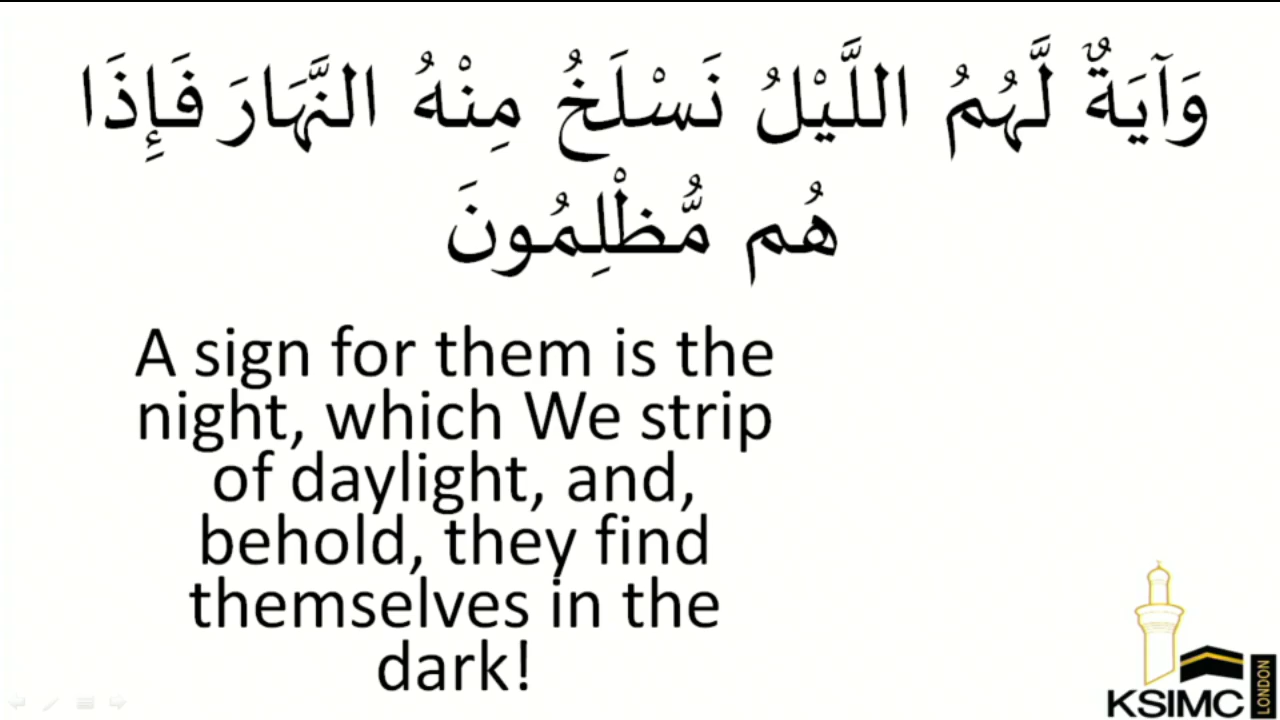 وَآيَةٌ لَّهُمُ اللَّيْلُ نَسْلَخُ مِنْهُ النَّهَارَ فَإِذَا
هُم مُّظْلِمُونَ
A sign for them is the
night, which We strip
of daylight, and,
behold, they find
themselves in the
dark!
KSIMC
LONDON